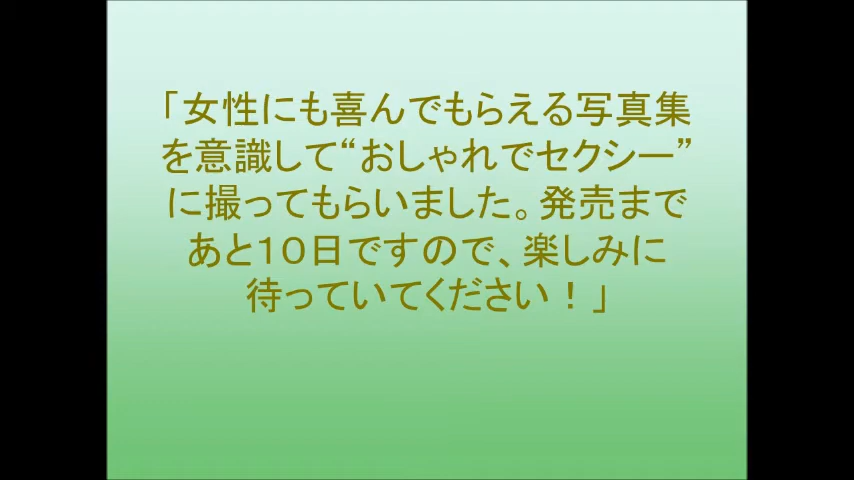 「女性にも喜んでもらえる写真集
を意識して“おしゃれでセクシー”
に撮ってもらいました。発売まで
あと１０日ですので、楽しみに
待っていてください！」